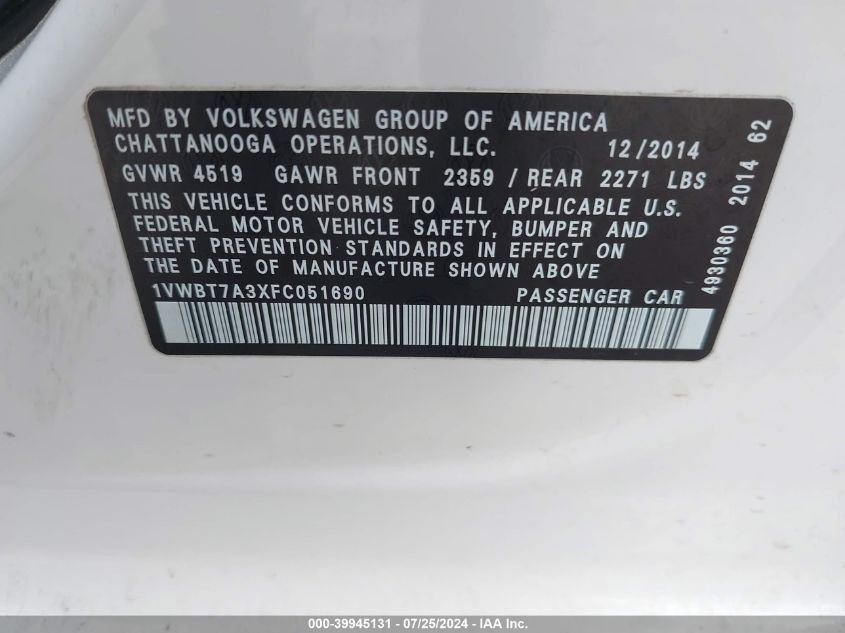 MFD BY VOLKSWAGEN GROUP OF AMERICA
CHATTANOOGA OPERATIONS, LLC. 12/2014
GVWR 4519 GAWR FRONT 2359 / REAR 2271 LBS
THIS VEHICLE CONFORMS TO ALL APPLICABLE U.S.
FEDERAL MOTOR VEHICLE SAFETY, BUMPER AND
THEFT PREVENTION STANDARDS IN EFFECT ON
THE DATE OF MANUFACTURE SHOWN ABOVE
1VWBT7A3XFC051690 PASSENGER CAR
4930360 2014 62
000-39945131 - 07/25/2024 - IAA Inc.